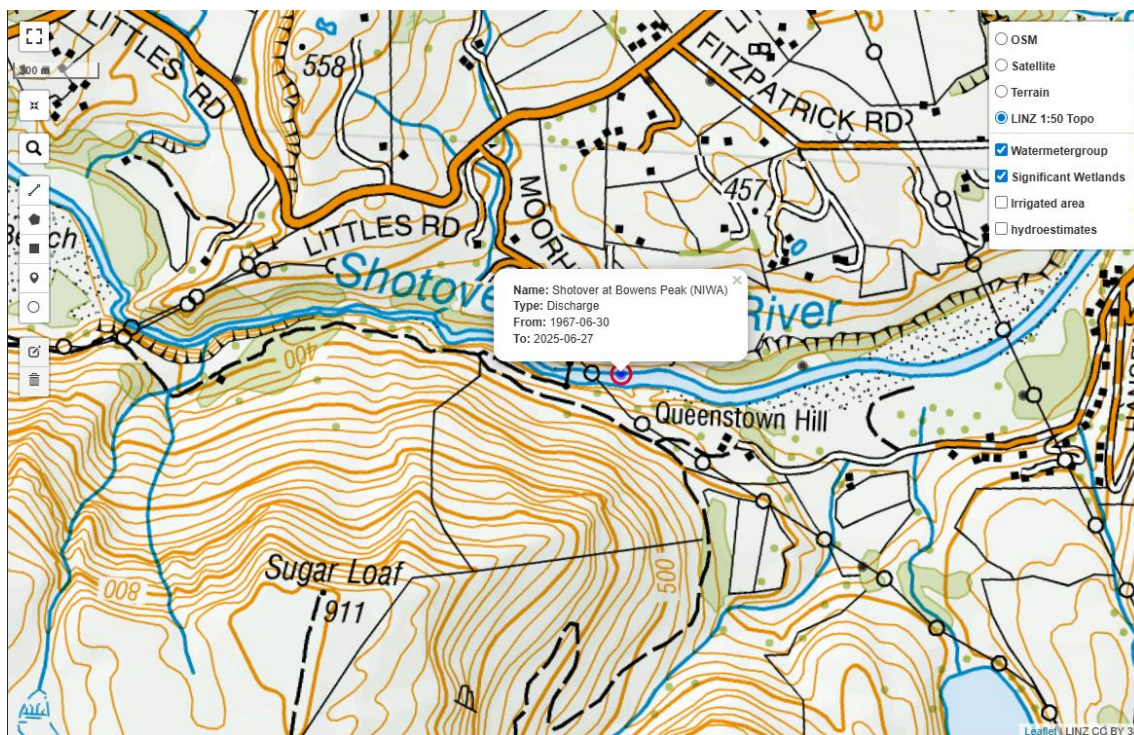 LITTLES RD
558
FITZPATRICK RD
OSM
Satellite
Terrain
LINZ 1:50 Topo
Watermetergroup
Significant Wetlands
Irrigated area
hydroestimates
457
LITTLES RD
Shotove
River
Name: Shotover at Bowens Peak (NIWA)
Type: Discharge
From: 1967-06-30
To: 2025-06-27
×
400
Queenstown Hill
Sugar Loaf
911
800
500
Leaflet | LINZ CC BY 3